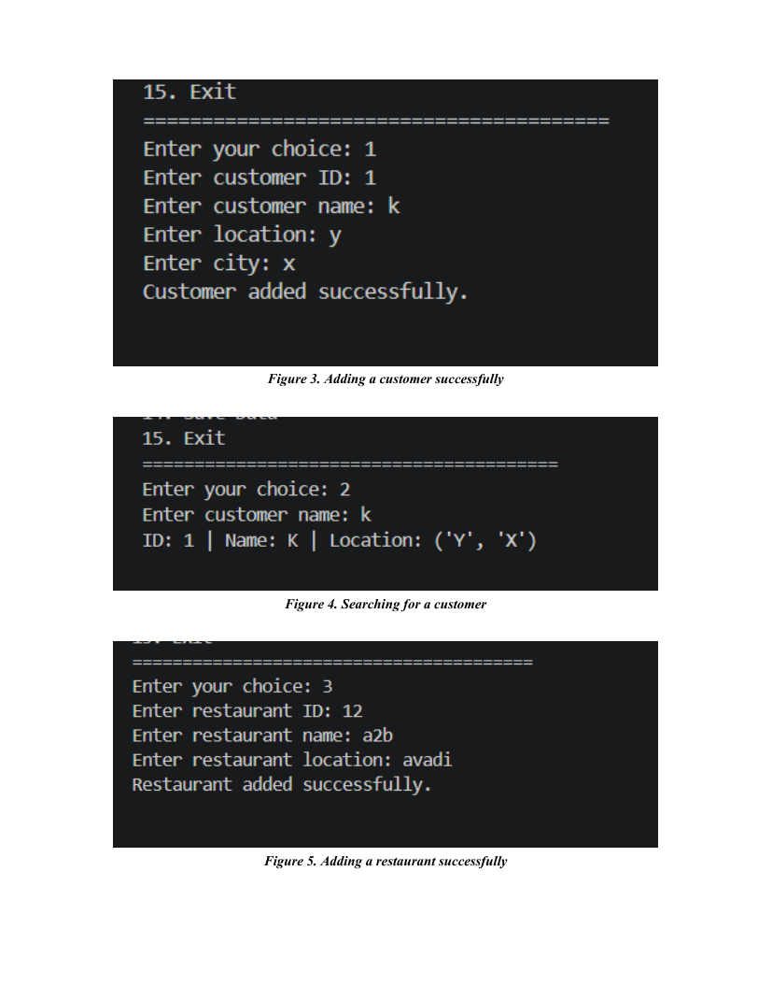 15. Exit
========================================
Enter your choice: 1
Enter customer ID: 1
Enter customer name: k
Enter location: y
Enter city: x
Customer added successfully.
Figure 3. Adding a customer successfully
15. Exit
========================================
Enter your choice: 2
Enter customer name: k
ID: 1 | Name: K | Location: ('Y', 'X')
Figure 4. Searching for a customer
========================================
Enter your choice: 3
Enter restaurant ID: 12
Enter restaurant name: a2b
Enter restaurant location: avadi
Restaurant added successfully.
Figure 5. Adding a restaurant successfully